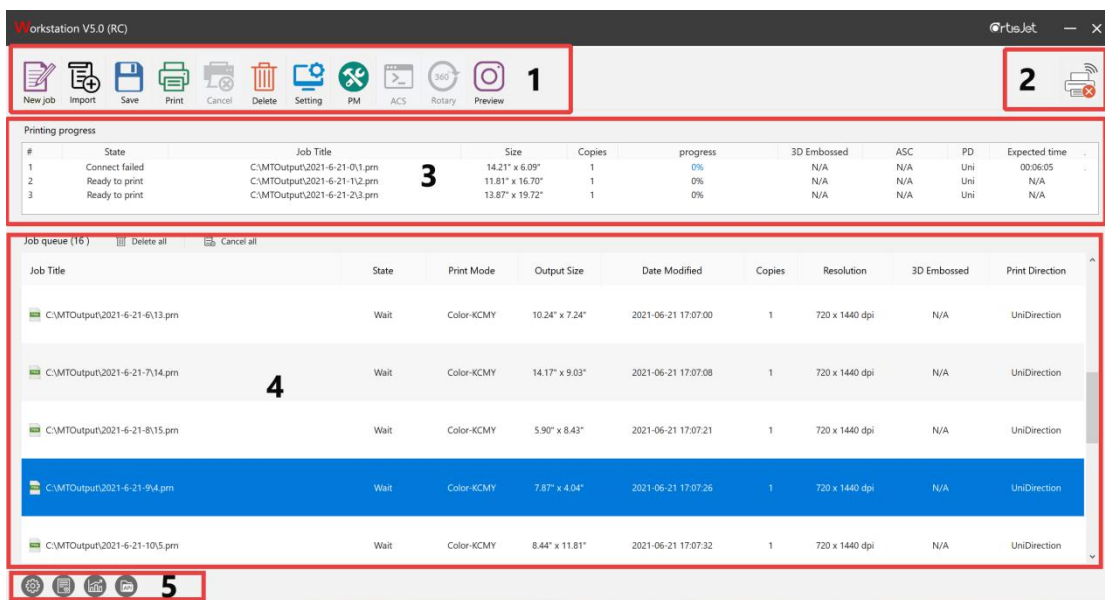 Workstation V5.0 (RC)
ArtisJet
New job Import Save Print Cancel Delete Setting PM ACS Rotary Preview
360°
1
2
Printing progress
# State Job Title Size Copies progress 3D Embossed ASC PD Expected time
1 Connect failed C:\MTOutput\2021-6-21-0\1.prn 14.21" x 6.09" 1 0% N/A N/A Uni 00:06:05
2 Ready to print C:\MTOutput\2021-6-21-1\2.prn 11.81" x 16.70" 1 0% N/A N/A Uni N/A
3 Ready to print C:\MTOutput\2021-6-21-2\3.prn 13.87" x 19.72" 1 0% N/A N/A Uni N/A
3
Job queue (16 ) Delete all Cancel all
Job Title State Print Mode Output Size Date Modified Copies Resolution 3D Embossed Print Direction
C:\MTOutput\2021-6-21-6\13.prn Wait Color-KCMY 10.24" x 7.24" 2021-06-21 17:07:00 1 720 x 1440 dpi N/A UniDirection
C:\MTOutput\2021-6-21-7\14.prn Wait Color-KCMY 14.17" x 9.03" 2021-06-21 17:07:08 1 720 x 1440 dpi N/A UniDirection
4
C:\MTOutput\2021-6-21-8\15.prn Wait Color-KCMY 5.90" x 8.43" 2021-06-21 17:07:21 1 720 x 1440 dpi N/A UniDirection
C:\MTOutput\2021-6-21-9\4.prn Wait Color-KCMY 7.87" x 4.04" 2021-06-21 17:07:26 1 720 x 1440 dpi N/A UniDirection
C:\MTOutput\2021-6-21-10\5.prn Wait Color-KCMY 8.44" x 11.81" 2021-06-21 17:07:32 1 720 x 1440 dpi N/A UniDirection
5